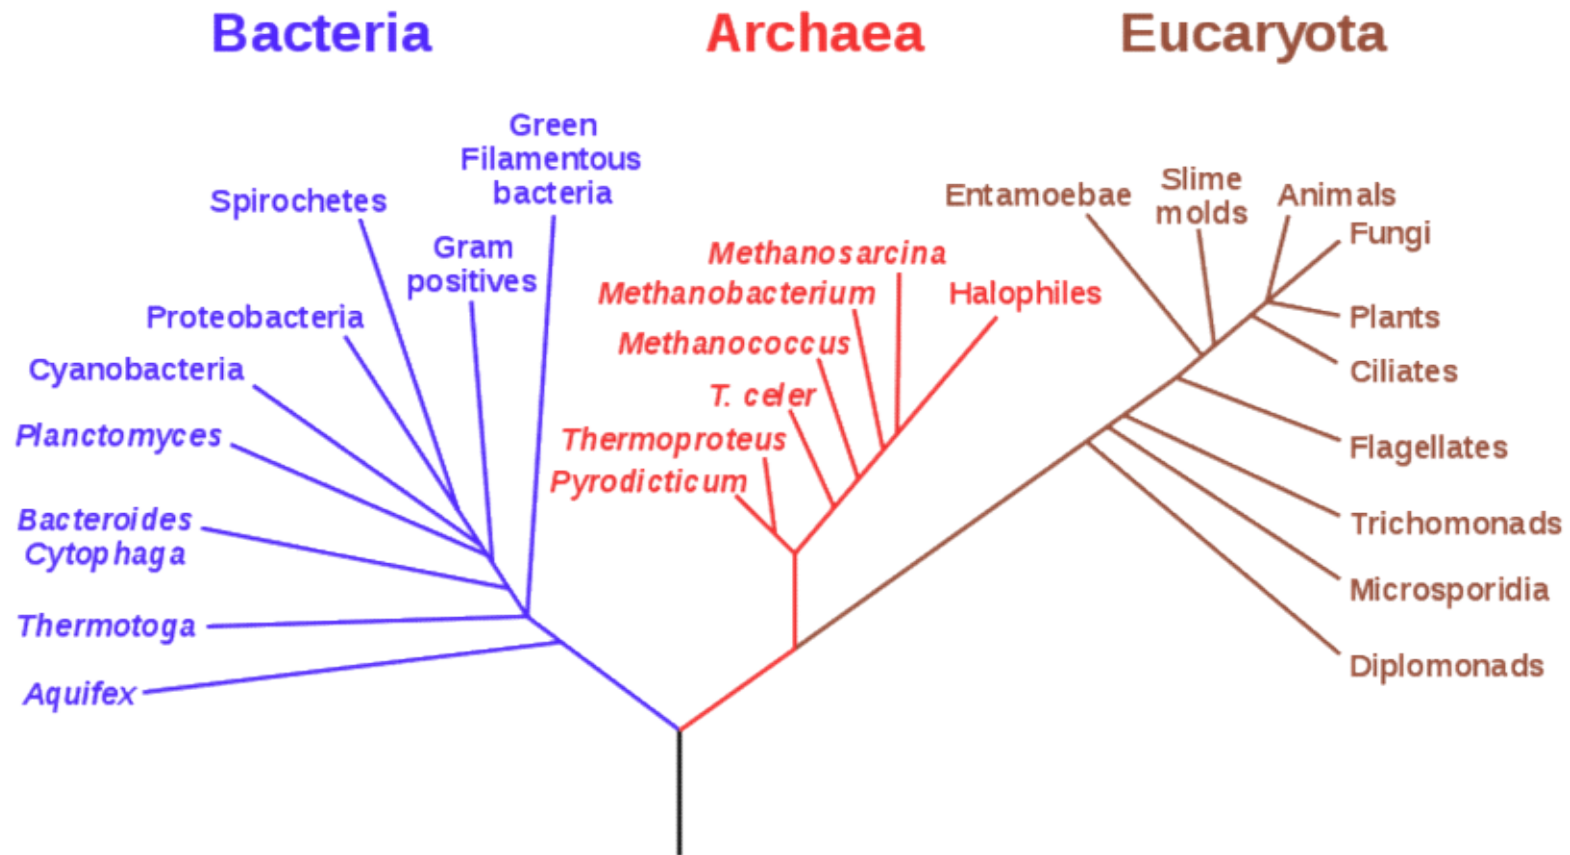 Bacteria
Archaea
Eucaryota
Green
Filamentous
bacteria
Spirochetes
Gram
positives
Proteobacteria
Cyanobacteria
Planctomyces
Bacteroides
Cytophaga
Thermotoga
Aquifex
Methanosarcina
Methanobacterium
Halophiles
Methanococcus
T. celer
Thermoproteus
Pyrodicticum
Entamoebae
Slime
molds
Animals
Fungi
Plants
Ciliates
Flagellates
Trichomonads
Microsporidia
Diplomonads